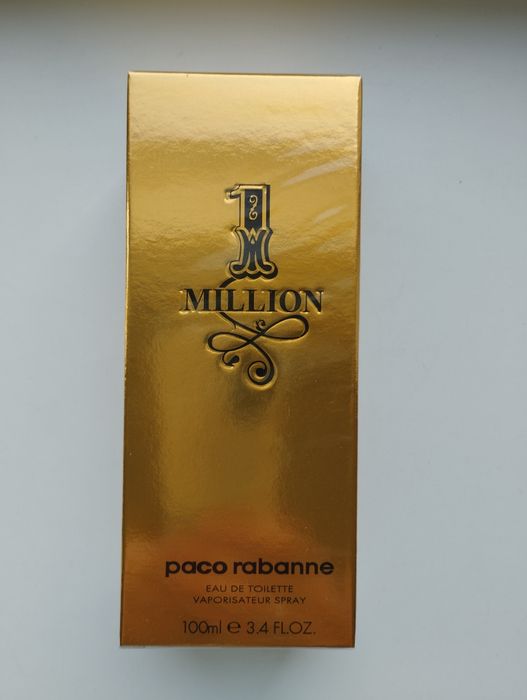 1
MILLION
paco rabanne
EAU DE TOILETTE
VAPORISATEUR SPRAY
100ml e 3.4 FL.OZ.